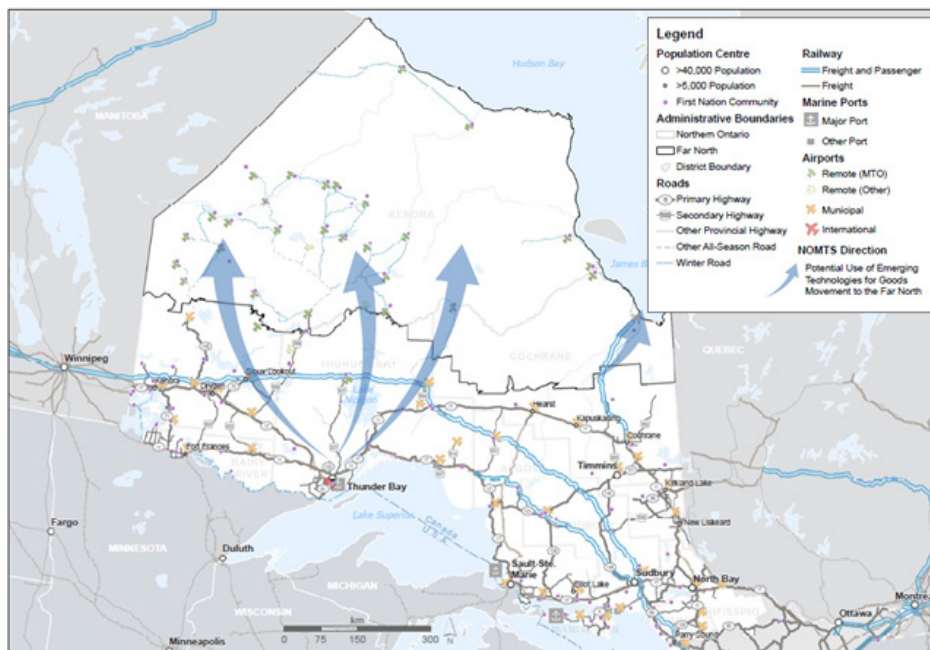 Legend
Population Centre
>40,000 Population
>5,000 Population
First Nation Community
Administrative Boundaries
Northern Ontario
Far North
District Boundary
Roads
Primary Highway
Secondary Highway
Other Provincial Highway
Other All-Season Road
Winter Road
Railway
Freight and Passenger
Freight
Marine Ports
Major Port
Other Port
Airports
Remote (MTO)
Remote (Other)
Municipal
International
NOMTS Direction
Potential Use of Emerging
Technologies for Goods
Movement to the Far North
Hudson Bay
MANITOBA
KENORA
James B
QUEBEC
COCHRANE
THUNDER BAY
Winnipeg
Sioux Lookout
Kenora
Dryden
Lake
Nipigon
Hearst
Kapuskasing
Cochrane
Fort Frances
RAINY
RIVER
Timmins
Kirkland Lake
Thunder Bay
New Liskeard
Fargo
Lake Superior
Canada
U.S.A.
MINNESOTA
Duluth
Sault Ste.
Marie
Elliot Lake
Sudbury
North Bay
MICHIGAN
WISCONSIN
NIPISSING
Ottawa
Montrea
Parry Sound
Minneapolis
km
0 75 150 300
N